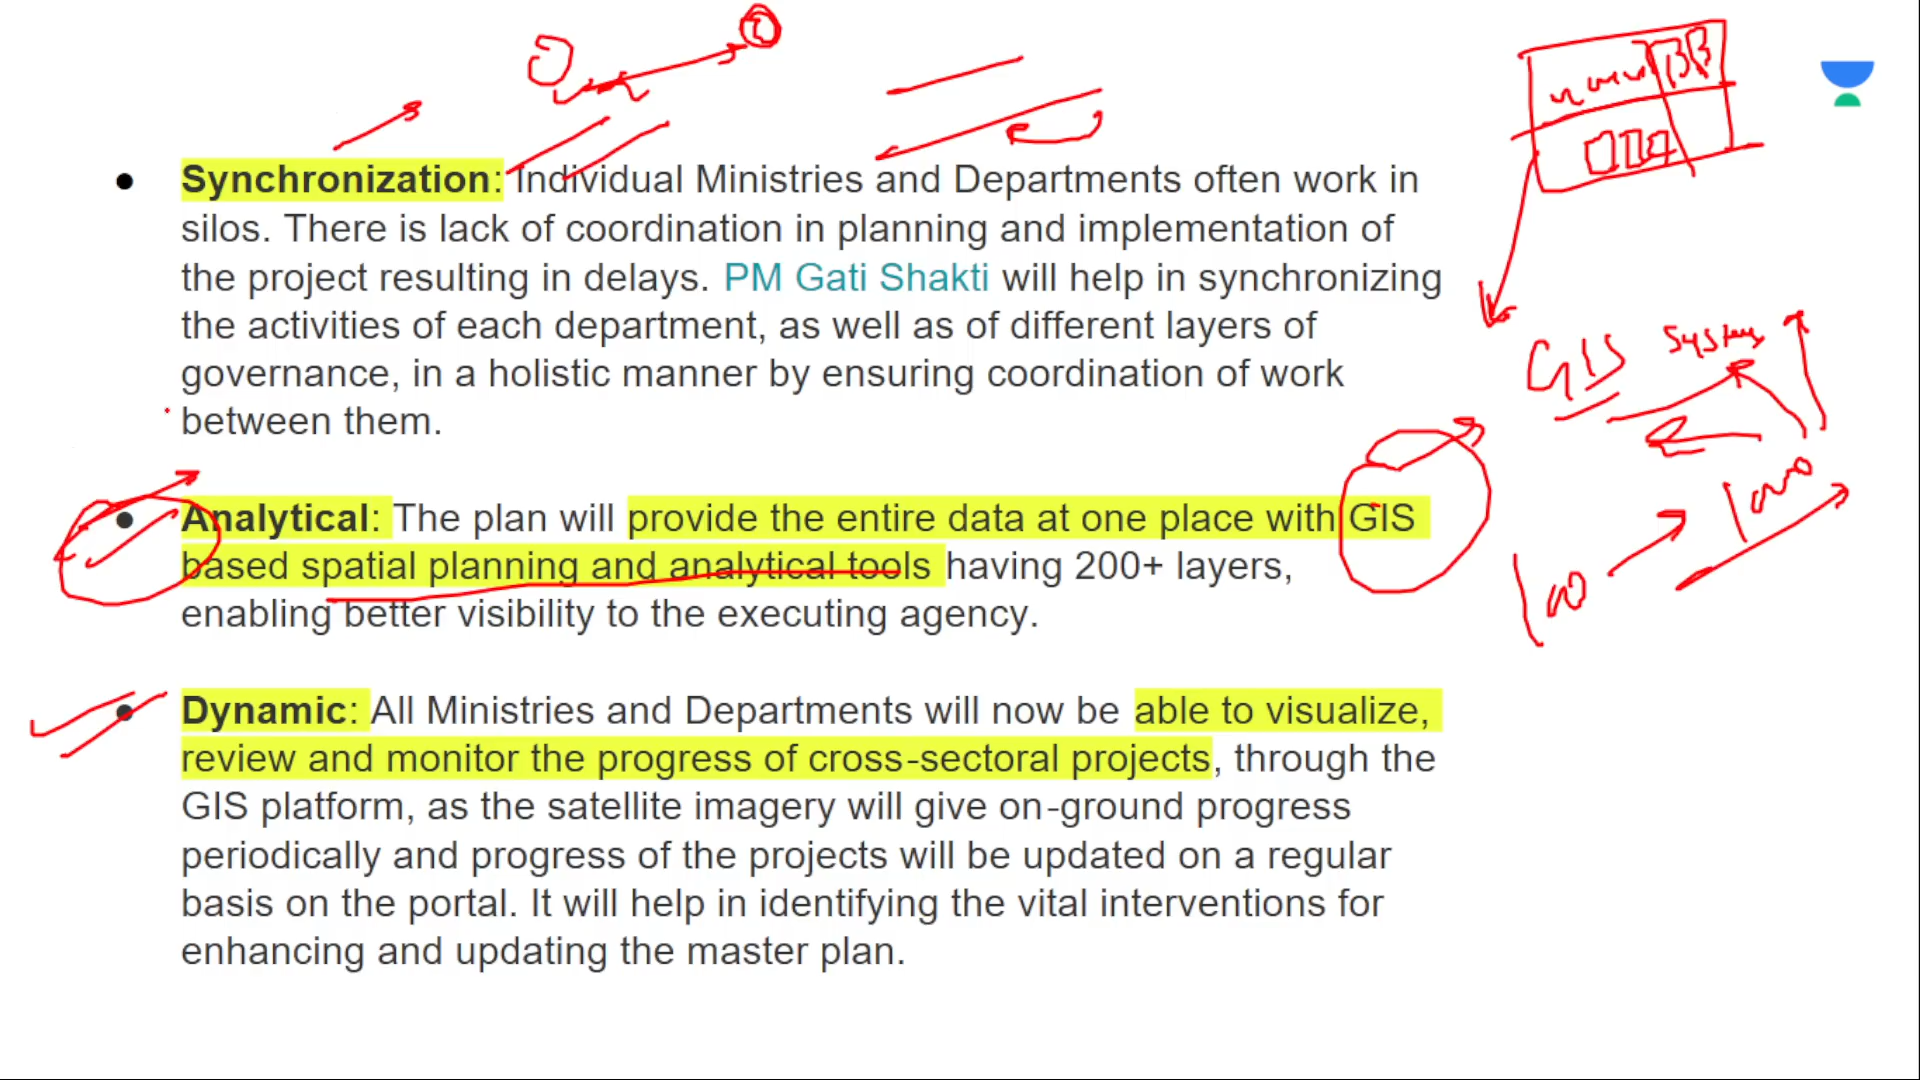 ● Synchronization: Individual Ministries and Departments often work in
silos. There is lack of coordination in planning and implementation of
the project resulting in delays. PM Gati Shakti will help in synchronizing
the activities of each department, as well as of different layers of
governance, in a holistic manner by ensuring coordination of work
between them.
GIS System
● Analytical: The plan will provide the entire data at one place with GIS
based spatial planning and analytical tools having 200+ layers,
enabling better visibility to the executing agency.
● Dynamic: All Ministries and Departments will now be able to visualize,
review and monitor the progress of cross-sectoral projects, through the
GIS platform, as the satellite imagery will give on-ground progress
periodically and progress of the projects will be updated on a regular
basis on the portal. It will help in identifying the vital interventions for
enhancing and updating the master plan.